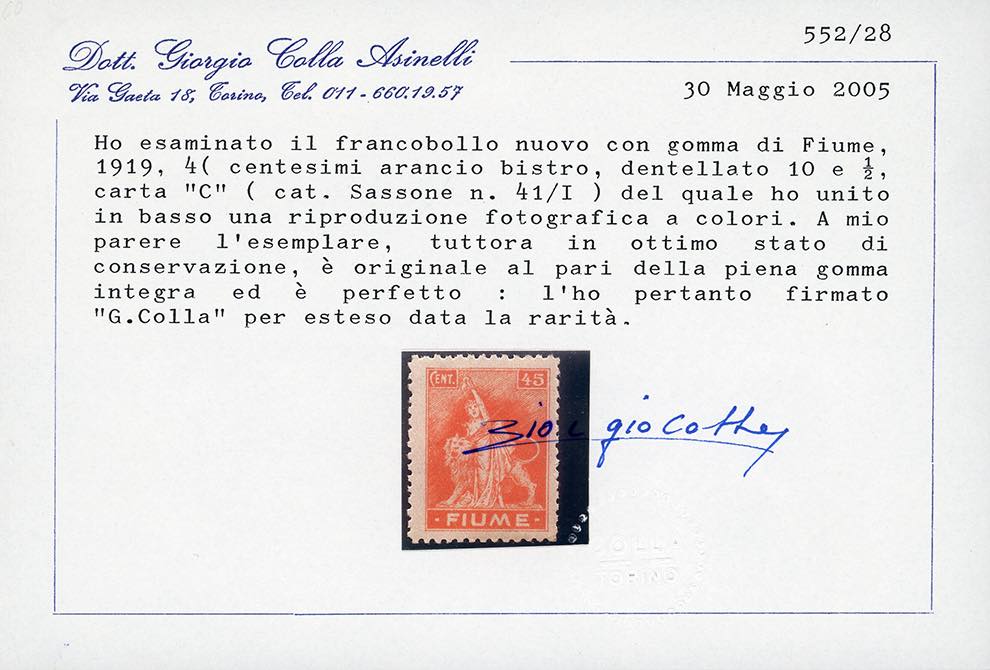 552/28
Dott. Giorgio Colla Asinelli
Via Gaeta 18, Torino, Tel. 011 - 660.19.57
30 Maggio 2005
Ho esaminato il francobollo nuovo con gomma di Fiume,
1919, 4( centesimi arancio bistro, dentellato 10 e ½,
carta "C" ( cat. Sassone n. 41/I ) del quale ho unito
in basso una riproduzione fotografica a colori. A mio
parere l'esemplare, tuttora in ottimo stato di
conservazione, è originale al pari della piena gomma
integra ed è perfetto : l'ho pertanto firmato
"G.Colla" per esteso data la rarità.
CENT. 45
- FIUME -
COLLA
TORINO